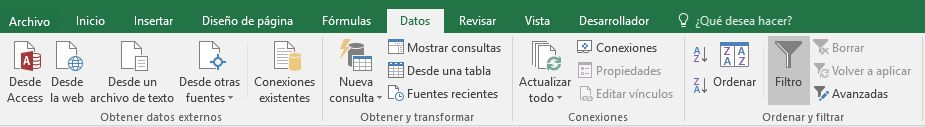 Archivo Inicio Insertar Diseño de página Fórmulas Datos Revisar Vista Desarrollador ¿Qué desea hacer?
Desde Access
Desde la web
Desde un archivo de texto
Desde otras fuentes
Conexiones existentes
Obtener datos externos
Nueva consulta
Mostrar consultas
Desde una tabla
Fuentes recientes
Obtener y transformar
Actualizar todo
Conexiones
Propiedades
Editar vínculos
Conexiones
Ordenar
Filtro
Borrar
Volver a aplicar
Avanzadas
Ordenar y filtrar